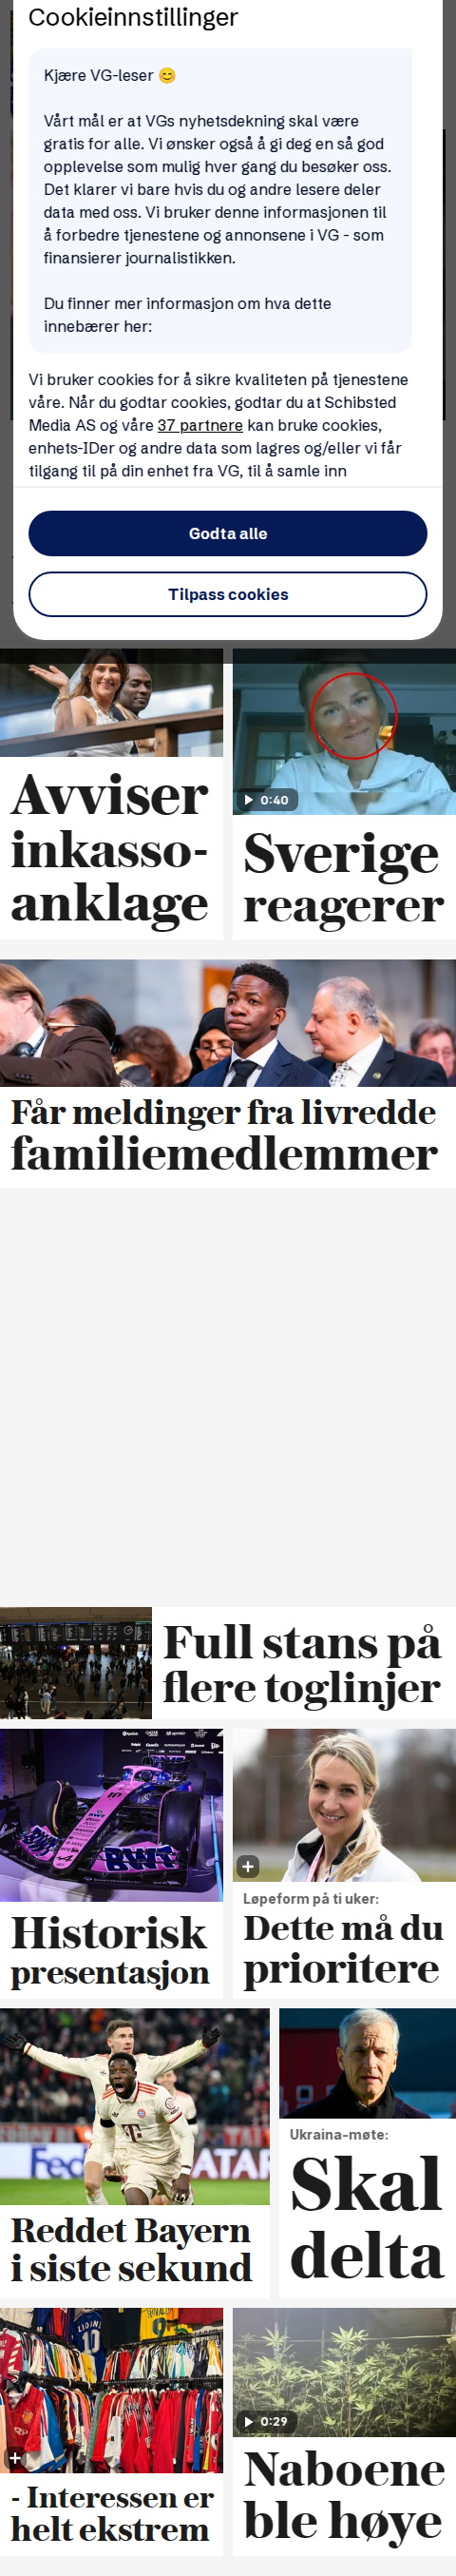 Cookieinnstillinger
Kjære VG-leser 😊
Vårt mål er at VGs nyhetsdekning skal være
gratis for alle. Vi ønsker også å gi deg en så god
opplevelse som mulig hver gang du besøker oss.
Det klarer vi bare hvis du og andre lesere deler
data med oss. Vi bruker denne informasjonen til
å forbedre tjenestene og annonsene i VG - som
finansierer journalistikken.
Du finner mer informasjon om hva dette
innebærer her:
Vi bruker cookies for å sikre kvaliteten på tjenestene
våre. Når du godtar cookies, godtar du at Schibsted
Media AS og våre 37 partnere kan bruke cookies,
enhets-IDer og andre data som lagres og/eller vi får
tilgang til på din enhet fra VG, til å samle inn
Godta alle
Tilpass cookies
Avviser
inkasso-
anklage
0:40
Sverige
reagerer
Får meldinger fra livredde
familiemedlemmer
Full stans på
flere toglinjer
BWT
BWT
10
Historisk
presentasjon
Løpeform på ti uker:
Dette må du
prioritere
Fed
ATAR
T
Reddet Bayern
i siste sekund
Ukraina-møte:
Skal
delta
10
- Interessen er
helt ekstrem
0:29
Naboene
ble høye